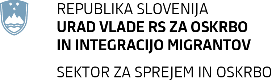 REPUBLIKA SLOVENIJA
URAD VLADE RS ZA OSKRBO
IN INTEGRACIJO MIGRANTOV
SEKTOR ZA SPREJEM IN OSKRBO